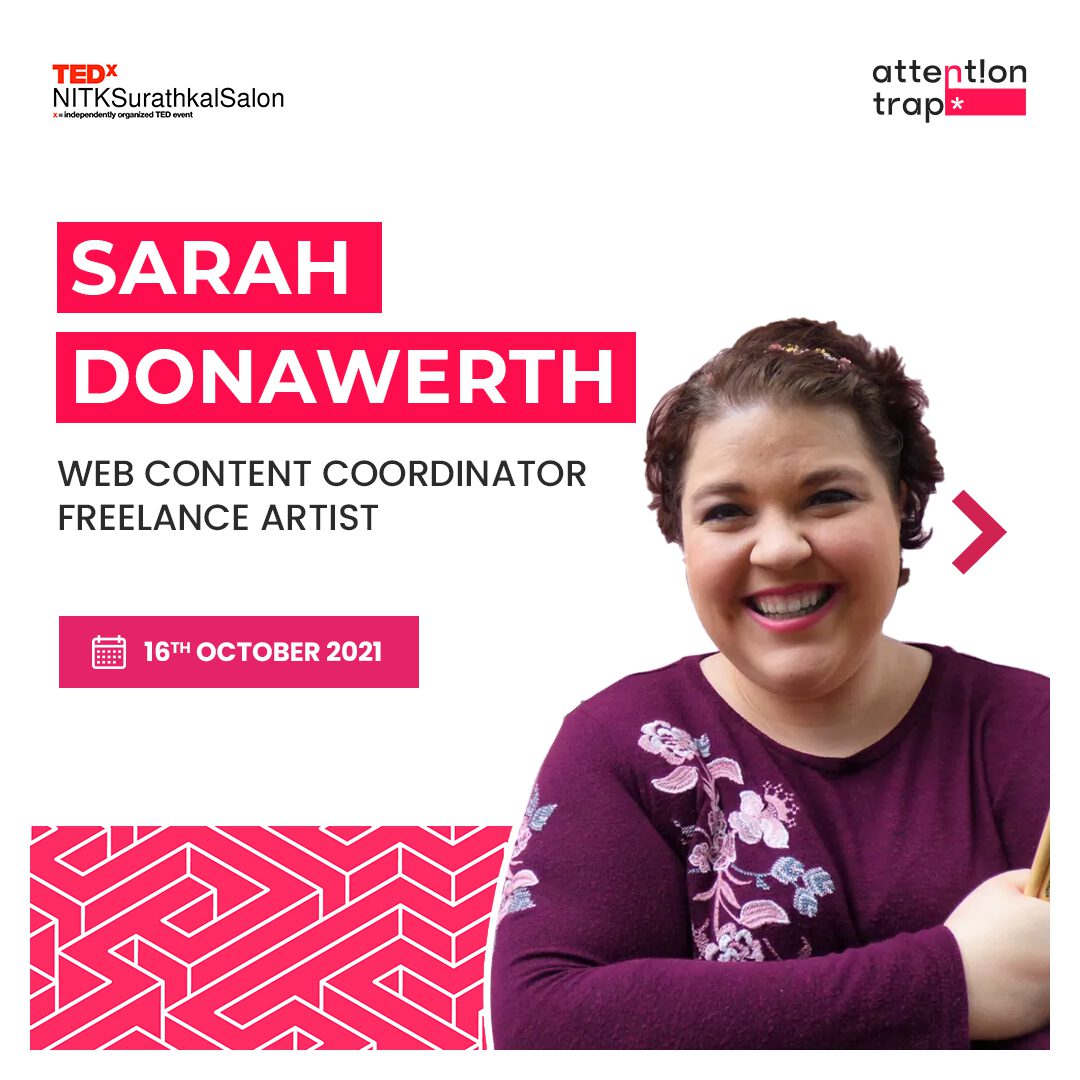 TEDx
NITKSurathkalSalon
x = independently organized TED event
attent!on
trap*
SARAH
DONAWERTH
WEB CONTENT COORDINATOR
FREELANCE ARTIST
16TH OCTOBER 2021